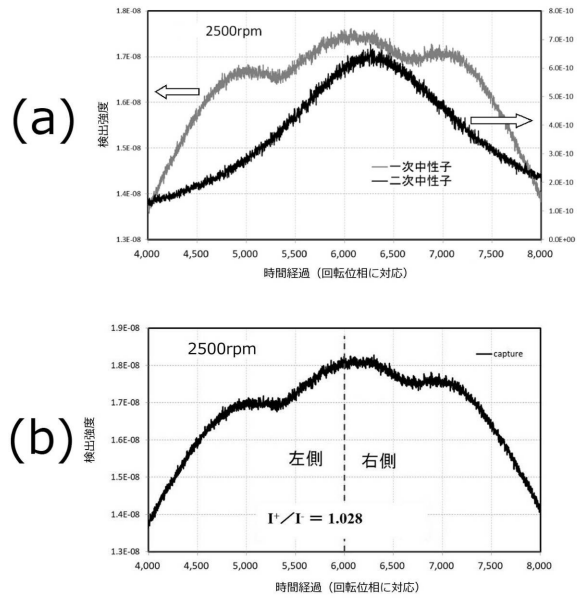 (a)
2500rpm
検出強度
1.8E-08
1.7E-08
1.6E-08
1.5E-08
1.4E-08
1.3E-08
8.0E-10
7.0E-10
6.0E-10
5.0E-10
4.0E-10
3.0E-10
2.0E-10
1.0E-10
0.0E+00
一次中性子
二次中性子
4,000 4,500 5,000 5,500 6,000 6,500 7,000 7,500 8,000
時間経過（回転位相に対応）
(b)
2500rpm
検出強度
1.9E-08
1.8E-08
1.7E-08
1.6E-08
1.5E-08
1.4E-08
1.3E-08
capture
左側 右側
I⁺／I⁻ = 1.028
4,000 4,500 5,000 5,500 6,000 6,500 7,000 7,500 8,000
時間経過（回転位相に対応）